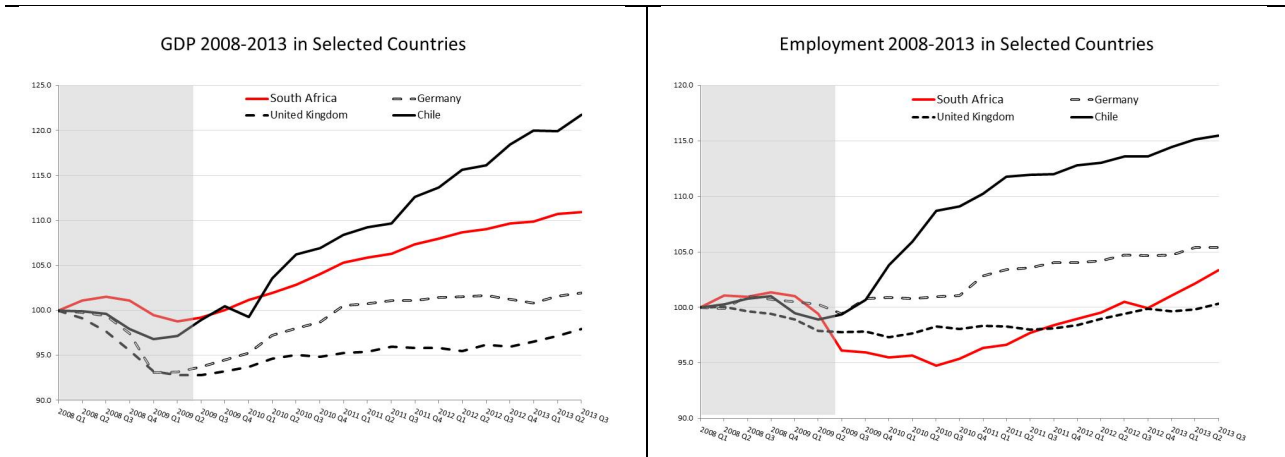 GDP 2008-2013 in Selected Countries
125.0
120.0
115.0
110.0
105.0
100.0
95.0
90.0
South Africa
Germany
United Kingdom
Chile
2008 Q1
2008 Q2
2008 Q3
2008 Q4
2009 Q1
2009 Q2
2009 Q3
2009 Q4
2010 Q1
2010 Q2
2010 Q3
2010 Q4
2011 Q1
2011 Q2
2011 Q3
2011 Q4
2012 Q1
2012 Q2
2012 Q3
2012 Q4
2013 Q1
2013 Q2
2013 Q3
Employment 2008-2013 in Selected Countries
120.0
115.0
110.0
105.0
100.0
95.0
90.0
South Africa
Germany
United Kingdom
Chile
2008 Q1
2008 Q2
2008 Q3
2008 Q4
2009 Q1
2009 Q2
2009 Q3
2009 Q4
2010 Q1
2010 Q2
2010 Q3
2010 Q4
2011 Q1
2011 Q2
2011 Q3
2011 Q4
2012 Q1
2012 Q2
2012 Q3
2012 Q4
2013 Q1
2013 Q2
2013 Q3